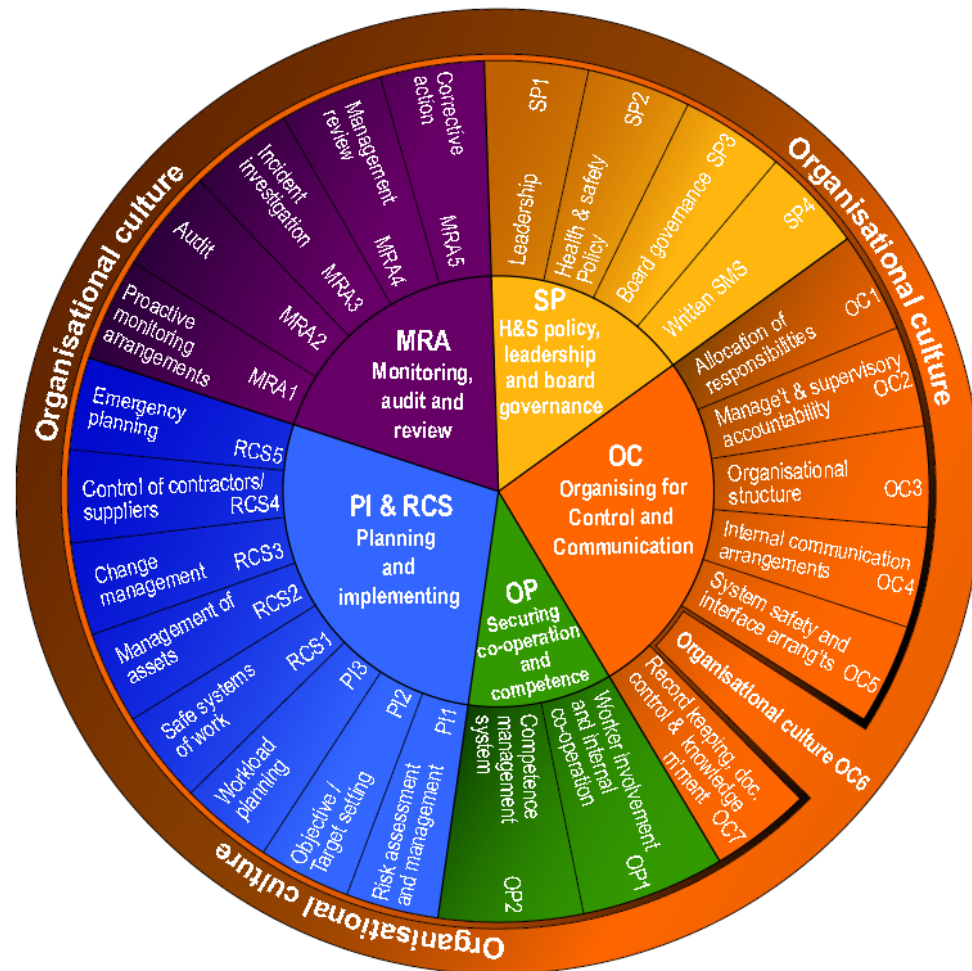 Organisational culture
Organisational culture
Organisational culture
SP
H&S policy,
leadership
and board
governance
SP1
Leadership
SP2
Health & safety
Policy
Board governance SP3
SP4
Written SMS
OC
Organising for
Control and
Communication
Allocation of
responsibilities
OC1
Manage't & supervisory
accountability
OC2
Organisational
structure
OC3
Internal communication
arrangements
OC4
System safety and
interface arrang'ts
OC5
Organisational culture OC6
Record keeping, doc.
control & knowledge
m'ment OC7
OP
Securing
co-operation
and
competence
Worker involvement
and internal
co-operation
OP1
Competence
management
system
OP2
PI & RCS
Planning
and
implementing
PI1
Risk assessment
and management
PI2
Objective /
Target setting
PI3
Workload
planning
RCS1
Safe systems
of work
RCS2
Management of
assets
RCS3
Change
management
Control of contractors/
suppliers
RCS4
Emergency
planning
RCS5
MRA
Monitoring,
audit and
review
Proactive
monitoring
arrangements
MRA1
Audit
MRA2
Incident
investigation
MRA3
Management
review
MRA4
Corrective
action
MRA5